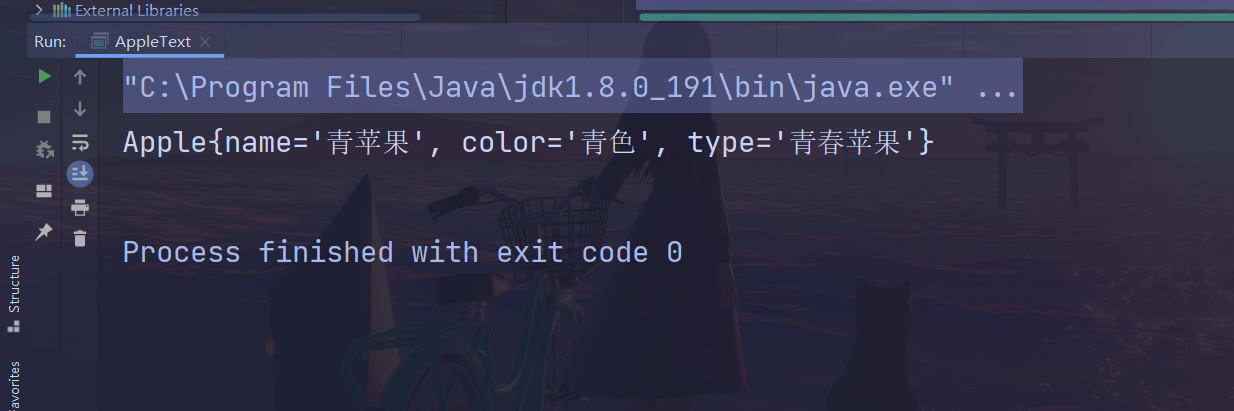 External Libraries
Run: AppleText
"C:\Program Files\Java\jdk1.8.0_191\bin\java.exe" ...
Apple{name='青苹果', color='青色', type='青春苹果'}
Process finished with exit code 0
Structure